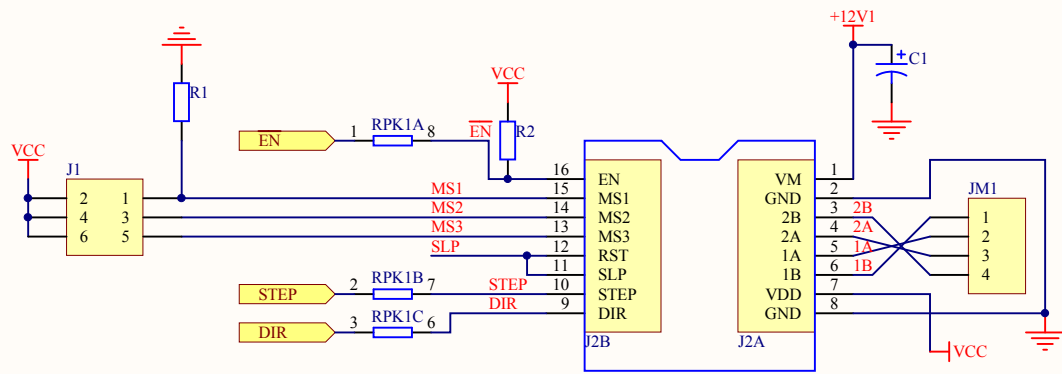 +12V1
C1
VCC
R1
R2
EN
1
RPK1A
8
EN
VCC
J1
2
1
4
3
6
5
MS1
MS2
MS3
SLP
STEP
2
RPK1B
7
STEP
DIR
3
RPK1C
6
DIR
16
EN
15
MS1
14
MS2
13
MS3
12
RST
11
SLP
10
STEP
9
DIR
J2B
VM
1
GND
2
2B
3
2B
2A
4
2A
1A
5
1A
1B
6
1B
VDD
7
GND
8
J2A
JM1
1
2
3
4
VCC